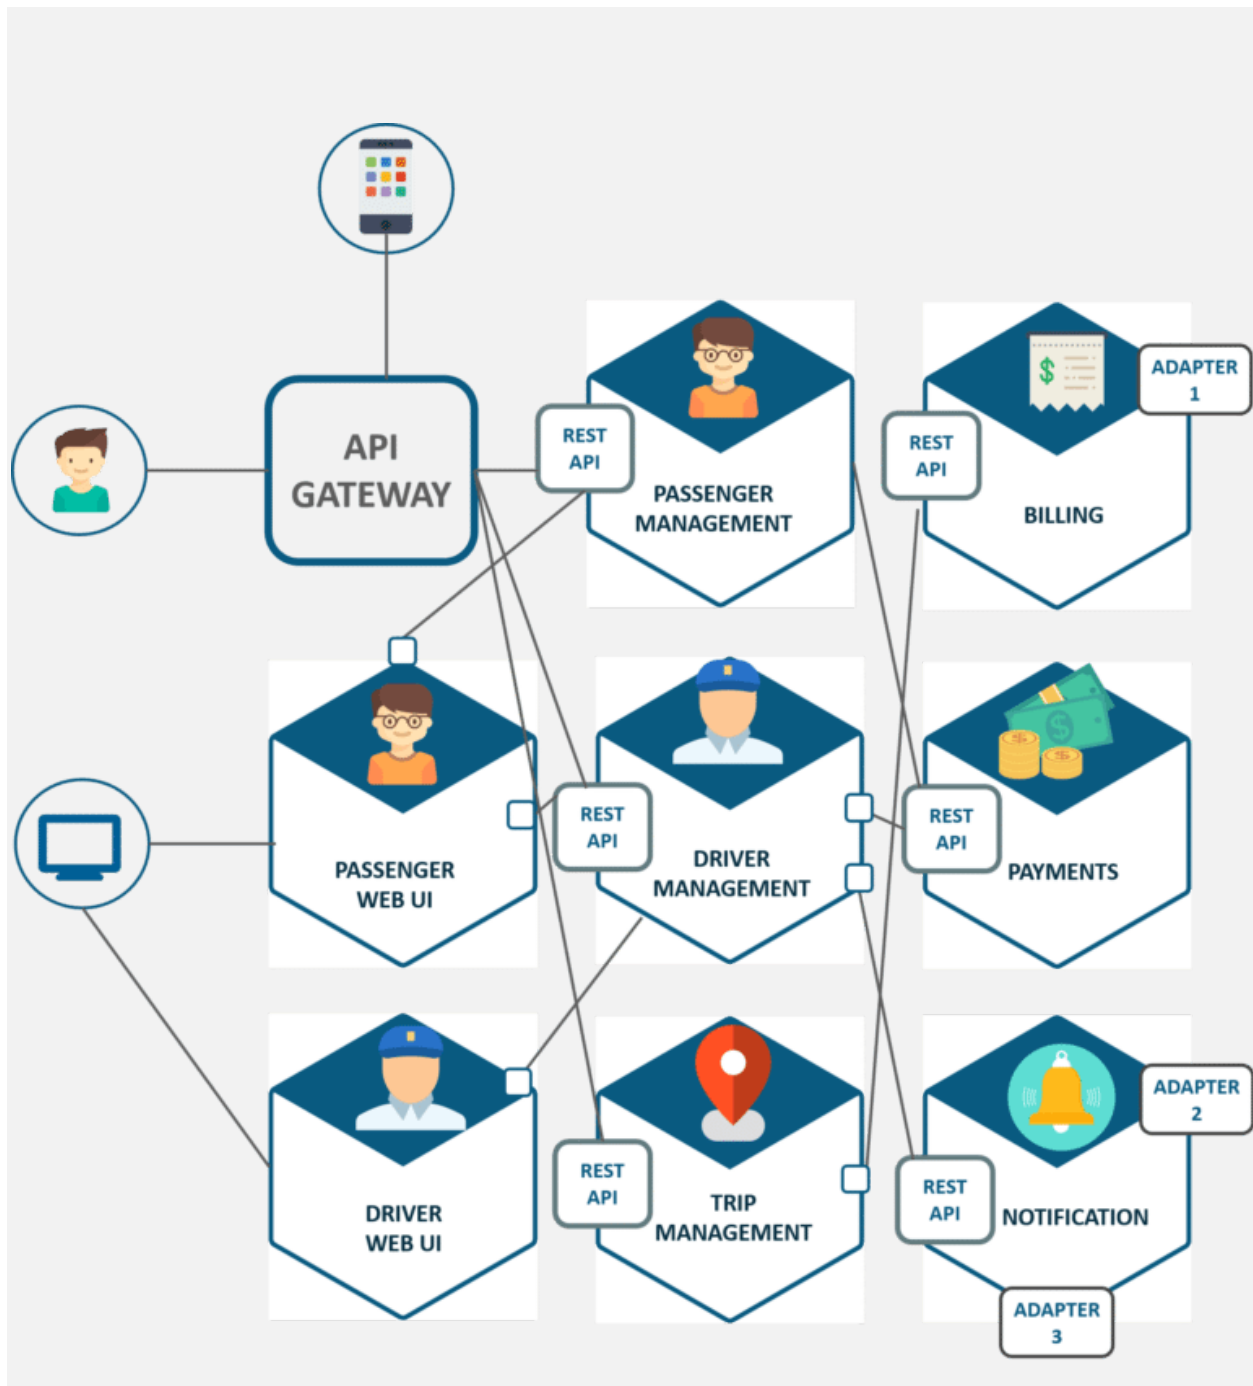 API
GATEWAY
REST
API
PASSENGER
MANAGEMENT
REST
API
BILLING
ADAPTER
1
PASSENGER
WEB UI
REST
API
DRIVER
MANAGEMENT
REST
API
PAYMENTS
DRIVER
WEB UI
REST
API
TRIP
MANAGEMENT
REST
API
NOTIFICATION
ADAPTER
2
ADAPTER
3